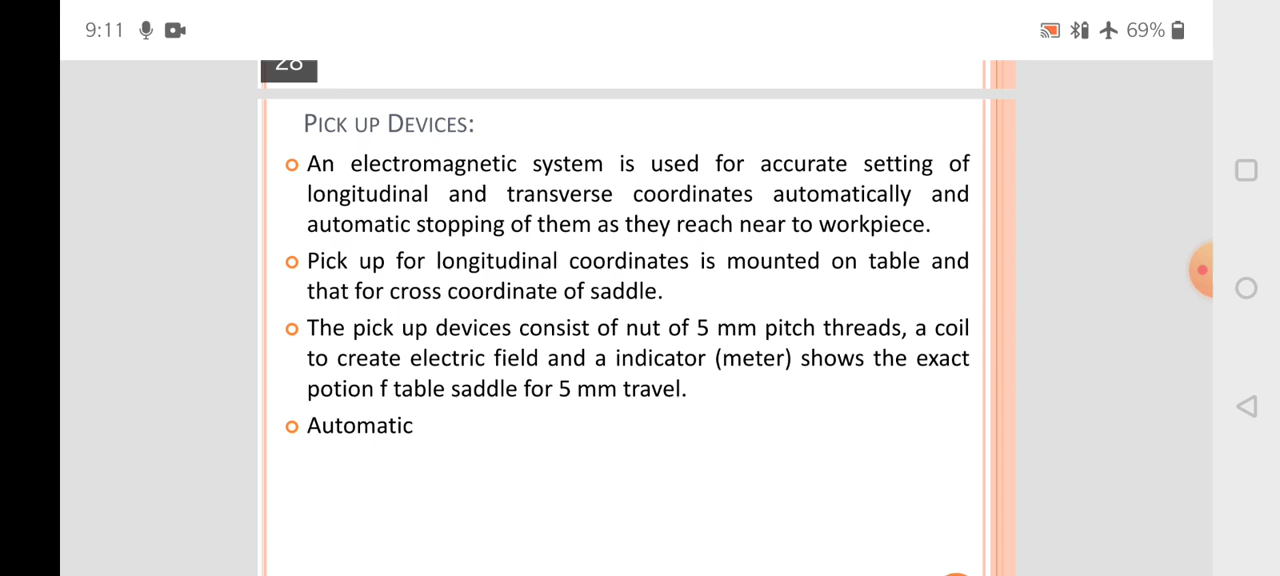 9:11
69%
28
PICK UP DEVICES:
An electromagnetic system is used for accurate setting of
longitudinal and transverse coordinates automatically and
automatic stopping of them as they reach near to workpiece.
Pick up for longitudinal coordinates is mounted on table and
that for cross coordinate of saddle.
The pick up devices consist of nut of 5 mm pitch threads, a coil
to create electric field and a indicator (meter) shows the exact
potion f table saddle for 5 mm travel.
Automatic